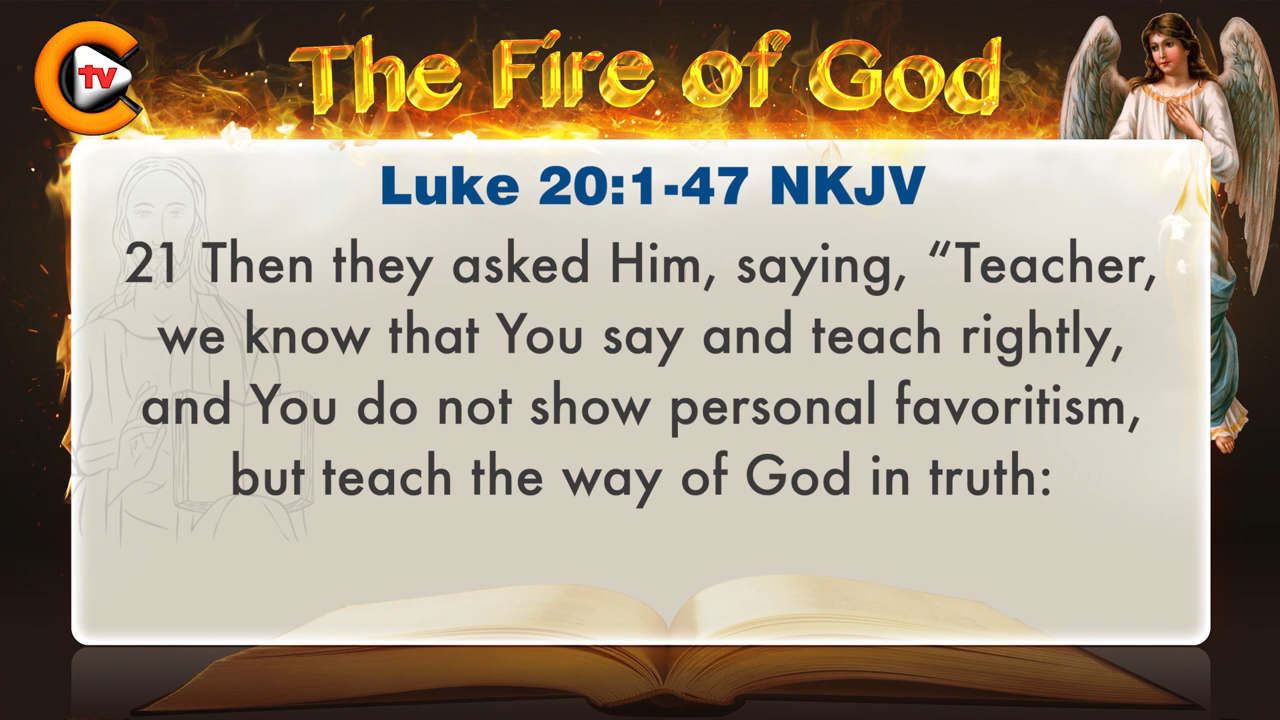 C tv
The Fire of God
Luke 20:1-47 NKJV
21 Then they asked Him, saying, “Teacher,
we know that You say and teach rightly,
and You do not show personal favoritism,
but teach the way of God in truth: